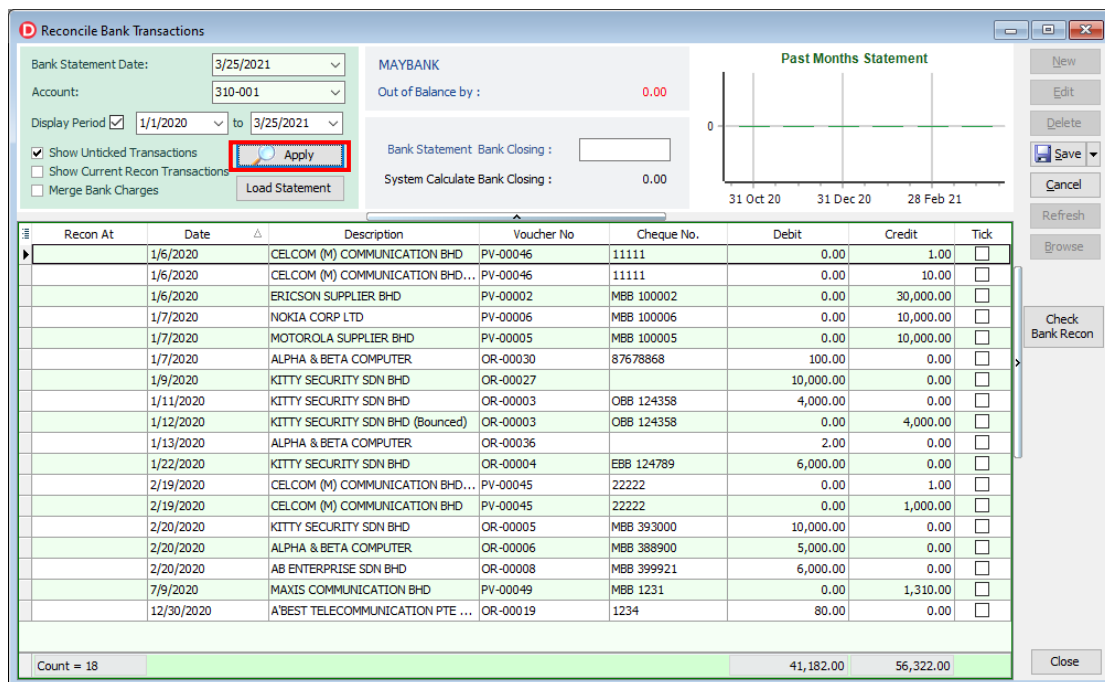 Reconcile Bank Transactions
Bank Statement Date: 3/25/2021
Account: 310-001
Display Period 1/1/2020 to 3/25/2021
Show Unticked Transactions
Show Current Recon Transactions
Merge Bank Charges
Apply
Load Statement
MAYBANK
Out of Balance by : 0.00
Bank Statement Bank Closing :
System Calculate Bank Closing : 0.00
Past Months Statement
0
31 Oct 20 31 Dec 20 28 Feb 21
New
Edit
Delete
Save
Cancel
Refresh
Browse
Check
Bank Recon
Close
Recon At Date Description Voucher No Cheque No. Debit Credit Tick
1/6/2020 CELCOM (M) COMMUNICATION BHD PV-00046 11111 0.00 1.00
1/6/2020 CELCOM (M) COMMUNICATION BHD... PV-00046 11111 0.00 10.00
1/6/2020 ERICSON SUPPLIER BHD PV-00002 MBB 100002 0.00 30,000.00
1/7/2020 NOKIA CORP LTD PV-00006 MBB 100006 0.00 10,000.00
1/7/2020 MOTOROLA SUPPLIER BHD PV-00005 MBB 100005 0.00 10,000.00
1/7/2020 ALPHA & BETA COMPUTER OR-00030 87678868 100.00 0.00
1/9/2020 KITTY SECURITY SDN BHD OR-00027 10,000.00 0.00
1/11/2020 KITTY SECURITY SDN BHD OR-00003 OBB 124358 4,000.00 0.00
1/12/2020 KITTY SECURITY SDN BHD (Bounced) OR-00003 OBB 124358 0.00 4,000.00
1/13/2020 ALPHA & BETA COMPUTER OR-00036 2.00 0.00
1/22/2020 KITTY SECURITY SDN BHD OR-00004 EBB 124789 6,000.00 0.00
2/19/2020 CELCOM (M) COMMUNICATION BHD... PV-00045 22222 0.00 1.00
2/19/2020 CELCOM (M) COMMUNICATION BHD PV-00045 22222 0.00 1,000.00
2/20/2020 KITTY SECURITY SDN BHD OR-00005 MBB 393000 10,000.00 0.00
2/20/2020 ALPHA & BETA COMPUTER OR-00006 MBB 388900 5,000.00 0.00
2/20/2020 AB ENTERPRISE SDN BHD OR-00008 MBB 399921 6,000.00 0.00
7/9/2020 MAXIS COMMUNICATION BHD PV-00049 MBB 1231 0.00 1,310.00
12/30/2020 A'BEST TELECOMMUNICATION PTE ... OR-00019 1234 80.00 0.00
Count = 18 41,182.00 56,322.00